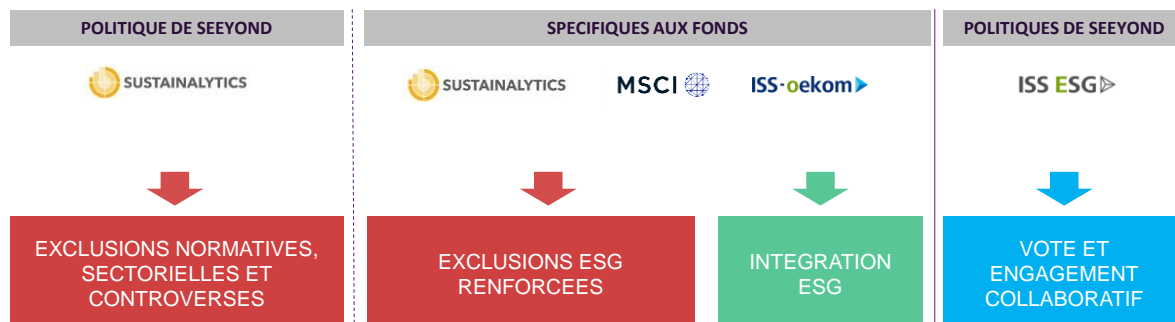 POLITIQUE DE SEEYOND
SPECIFIQUES AUX FONDS
POLITIQUES DE SEEYOND
SUSTAINALYTICS
SUSTAINALYTICS
MSCI
ISS-oekom
ISS ESG
EXCLUSIONS NORMATIVES,
SECTORIELLES ET
CONTROVERSES
EXCLUSIONS ESG
RENFORCEES
INTEGRATION
ESG
VOTE ET
ENGAGEMENT
COLLABORATIF